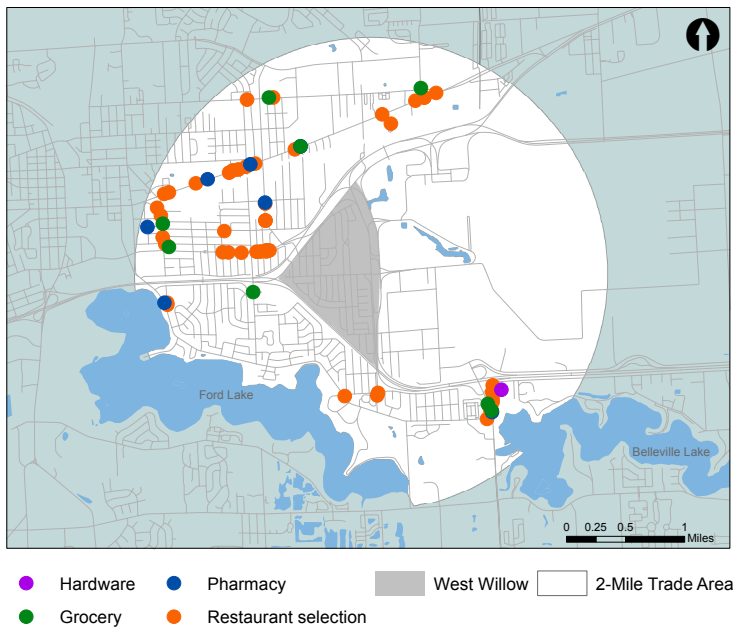 Ford Lake
Belleville Lake
0 0.25 0.5 1
Miles
Hardware Pharmacy West Willow 2-Mile Trade Area
Grocery Restaurant selection